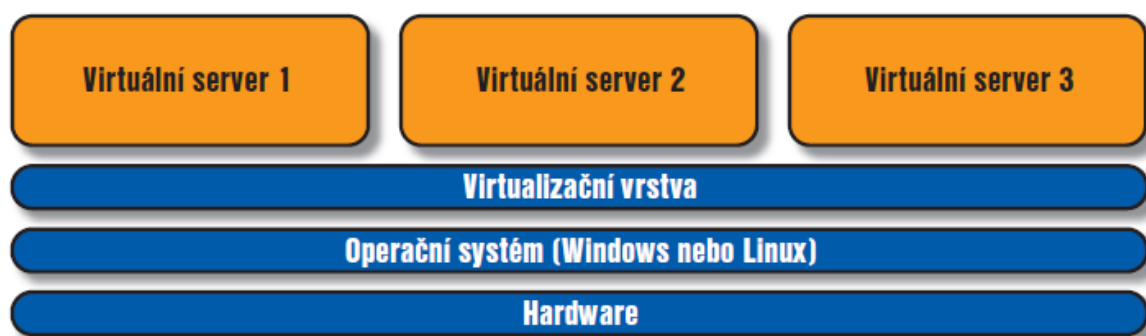 Virtuální server 1
Virtuální server 2
Virtuální server 3
Virtualizační vrstva
Operační systém (Windows nebo Linux)
Hardware